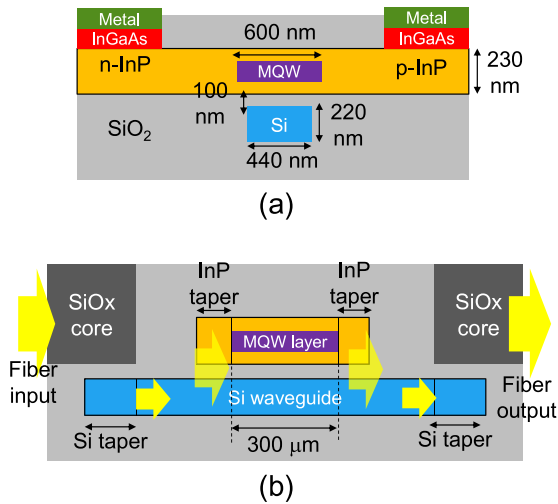 Metal
Metal
InGaAs
600 nm
InGaAs
n-InP
MQW
p-InP
230
nm
100
nm
SiO₂
Si
220
nm
440 nm
(a)
InP
taper
InP
taper
SiOx
core
SiOx
core
MQW layer
Fiber
input
Si waveguide
Fiber
output
Si taper
300 μm
Si taper
(b)